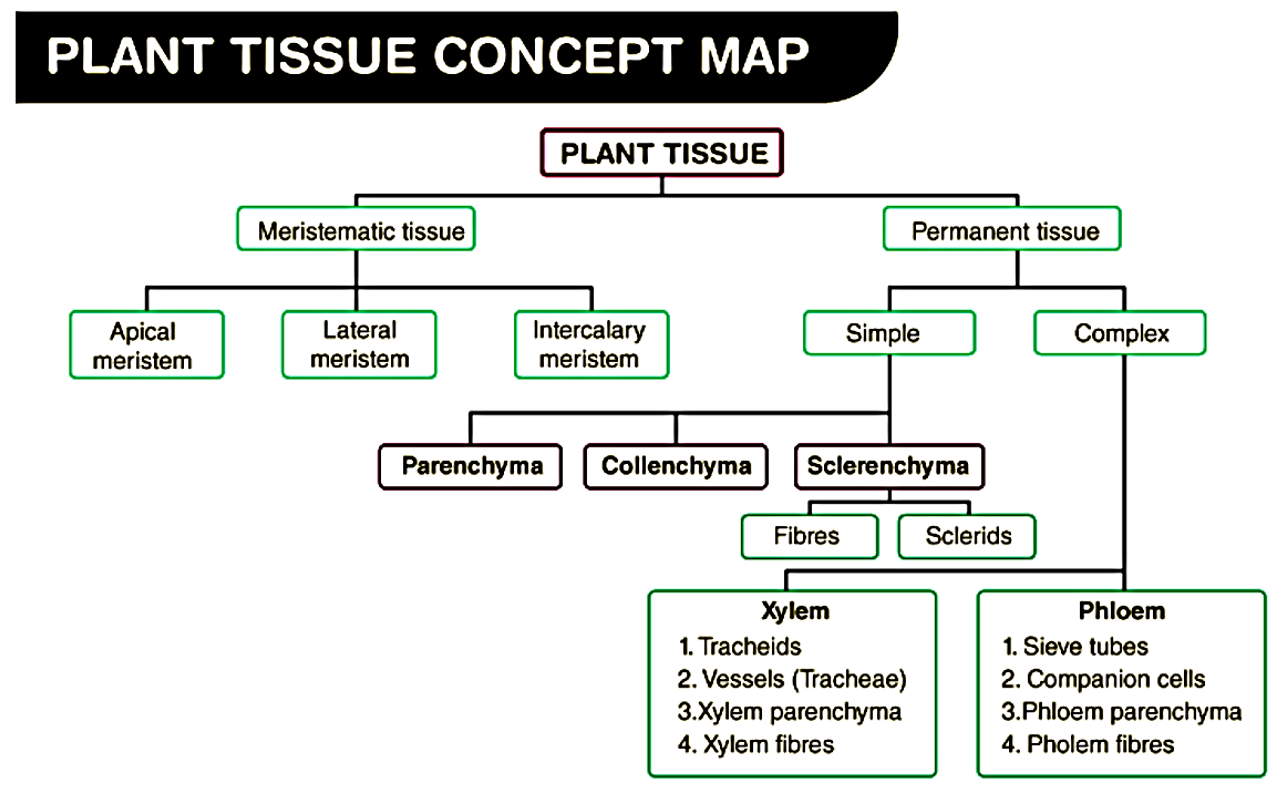 PLANT TISSUE CONCEPT MAP
PLANT TISSUE
Meristematic tissue
Permanent tissue
Apical
meristem
Lateral
meristem
Intercalary
meristem
Simple
Complex
Parenchyma
Collenchyma
Sclerenchyma
Fibres
Sclerids
Xylem
1. Tracheids
2. Vessels (Tracheae)
3.Xylem parenchyma
4. Xylem fibres
Phloem
1. Sieve tubes
2. Companion cells
3.Phloem parenchyma
4. Pholem fibres